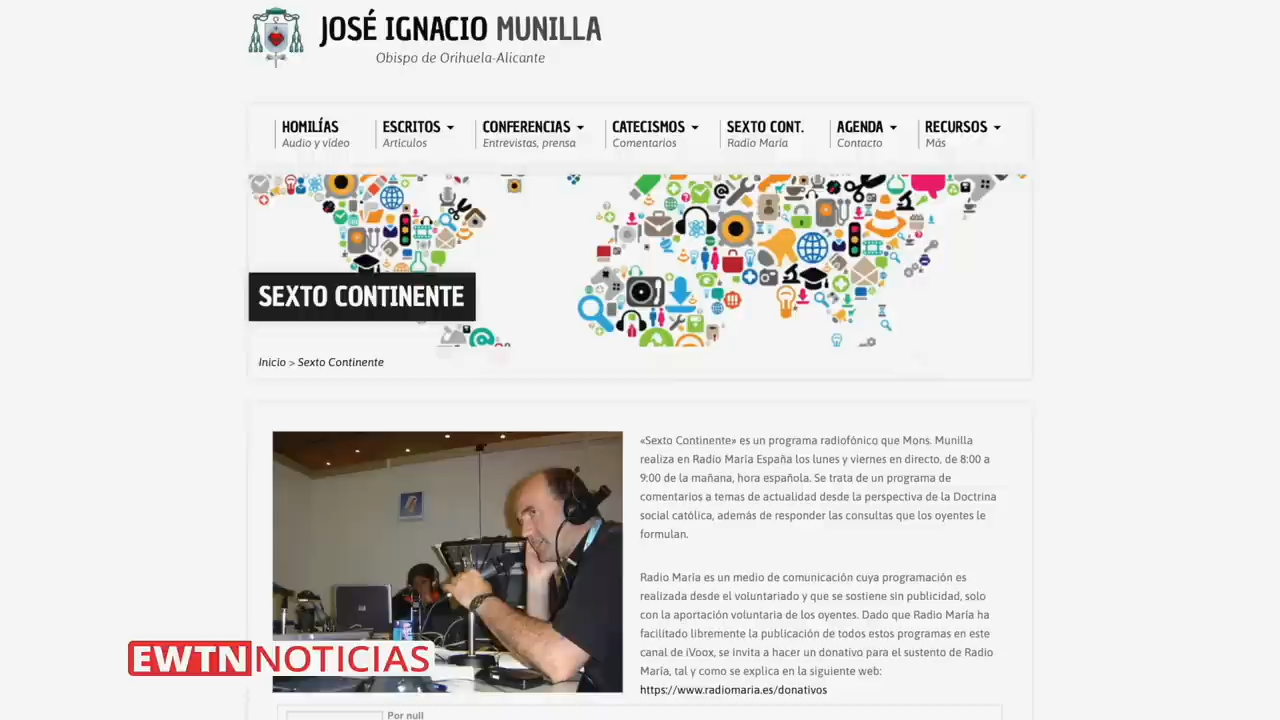 JOSÉ IGNACIO MUNILLA
Obispo de Orihuela-Alicante
HOMILÍAS
Audio y video
ESCRITOS
Artículos
CONFERENCIAS
Entrevistas, prensa
CATECISMOS
Comentarios
SEXTO CONT.
Radio María
AGENDA
Contacto
RECURSOS
Más
SEXTO CONTINENTE
Inicio > Sexto Continente
«Sexto Continente» es un programa radiofónico que Mons. Munilla
realiza en Radio María España los lunes y viernes en directo, de 8:00 a
9:00 de la mañana, hora española. Se trata de un programa de
comentarios a temas de actualidad desde la perspectiva de la Doctrina
social católica, además de responder las consultas que los oyentes le
formulan.
Radio María es un medio de comunicación cuya programación es
realizada desde el voluntariado y que se sostiene sin publicidad, solo
con la aportación voluntaria de los oyentes. Dado que Radio María ha
facilitado libremente la publicación de todos estos programas en este
canal de iVoox, se invita a hacer un donativo para el sustento de Radio
María, tal y como se explica en la siguiente web:
https://www.radiomaria.es/donativos
EWTN NOTICIAS
Por null